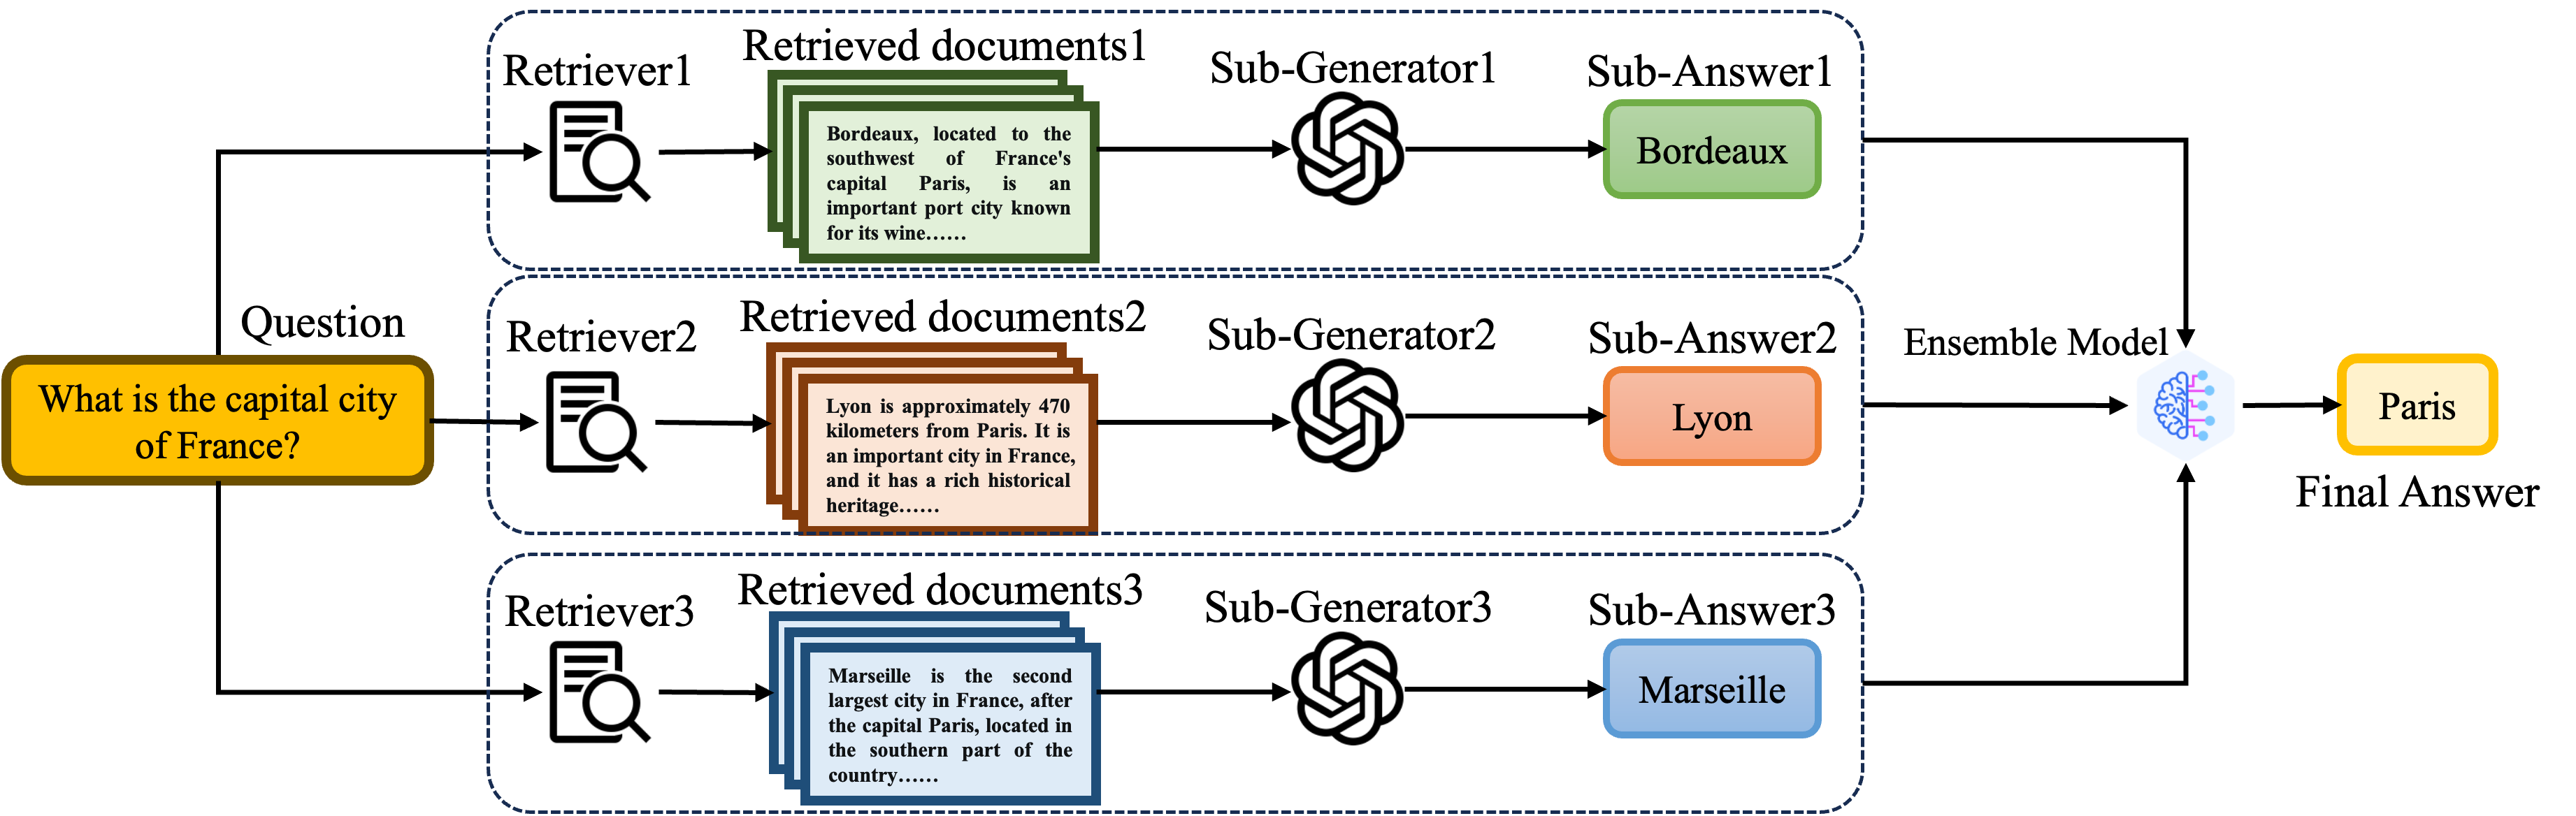 Question
What is the capital city
of France?
Retriever1
Retrieved documents1
Bordeaux, located to the
southwest of France's
capital Paris, is an
important port city known
for its wine……
Sub-Generator1
Sub-Answer1
Bordeaux
Retriever2
Retrieved documents2
Lyon is approximately 470
kilometers from Paris. It is
an important city in France,
and it has a rich historical
heritage……
Sub-Generator2
Sub-Answer2
Lyon
Retriever3
Retrieved documents3
Marseille is the second
largest city in France, after
the capital Paris, located in
the southern part of the
country……
Sub-Generator3
Sub-Answer3
Marseille
Ensemble Model
Paris
Final Answer